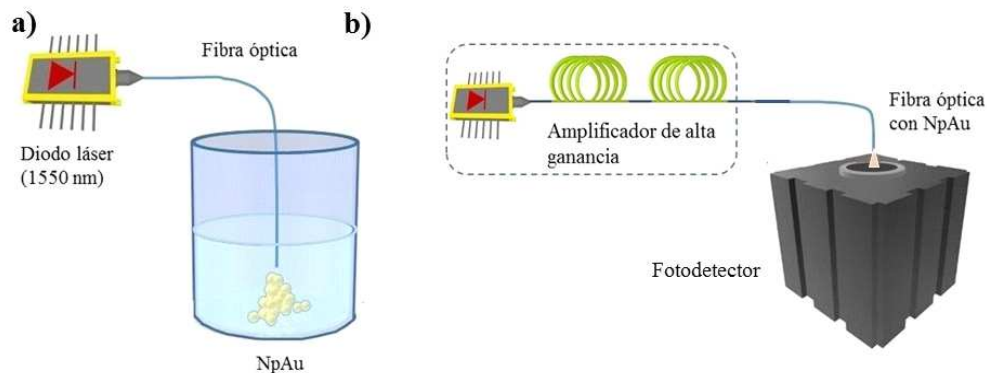 a)
Fibra óptica
Diodo láser
(1550 nm)
NpAu
b)
Amplificador de alta
ganancia
Fibra óptica
con NpAu
Fotodetector